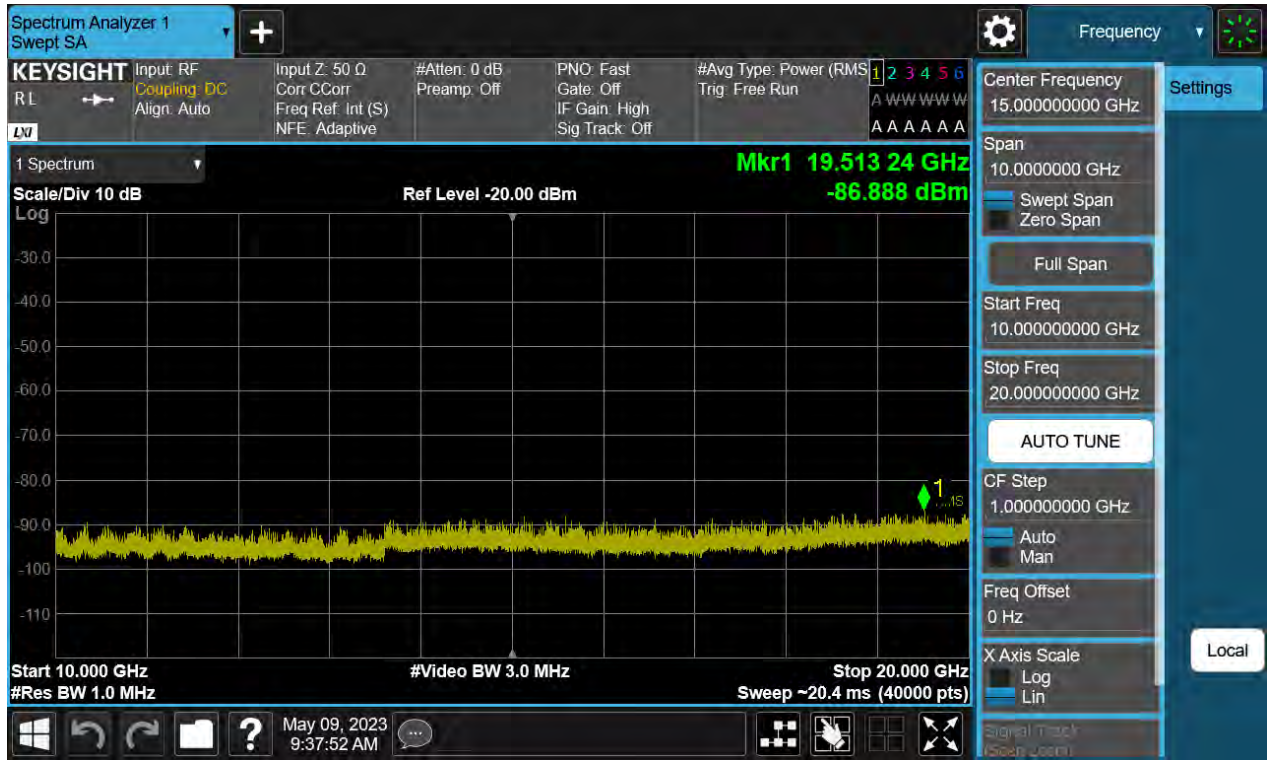 Spectrum Analyzer 1
Swept SA
+
Frequency
KEYSIGHT
RL
LXI
Input: RF
Coupling: DC
Align: Auto
Input Z: 50 Ω
Corr CCorr
Freq Ref: Int (S)
NFE: Adaptive
#Atten: 0 dB
Preamp: Off
PNO: Fast
Gate: Off
IF Gain: High
Sig Track: Off
#Avg Type: Power (RMS
Trig: Free Run
1 2 3 4 5 6
A W W W W W
A A A A A A
1 Spectrum
Scale/Div 10 dB
Ref Level -20.00 dBm
Mkr1 19.513 24 GHz
-86.888 dBm
Log
-30.0
-40.0
-50.0
-60.0
-70.0
-80.0
-90.0
-100
-110
1
Start 10.000 GHz
#Video BW 3.0 MHz
Stop 20.000 GHz
#Res BW 1.0 MHz
Sweep ~20.4 ms (40000 pts)
?
May 09, 2023
9:37:52 AM
Center Frequency
15.000000000 GHz
Settings
Span
10.0000000 GHz
Swept Span
Zero Span
Full Span
Start Freq
10.000000000 GHz
Stop Freq
20.000000000 GHz
AUTO TUNE
CF Step
1.000000000 GHz
Auto
Man
Freq Offset
0 Hz
X Axis Scale
Log
Lin
Local
Signal Track
(Span Zoom)